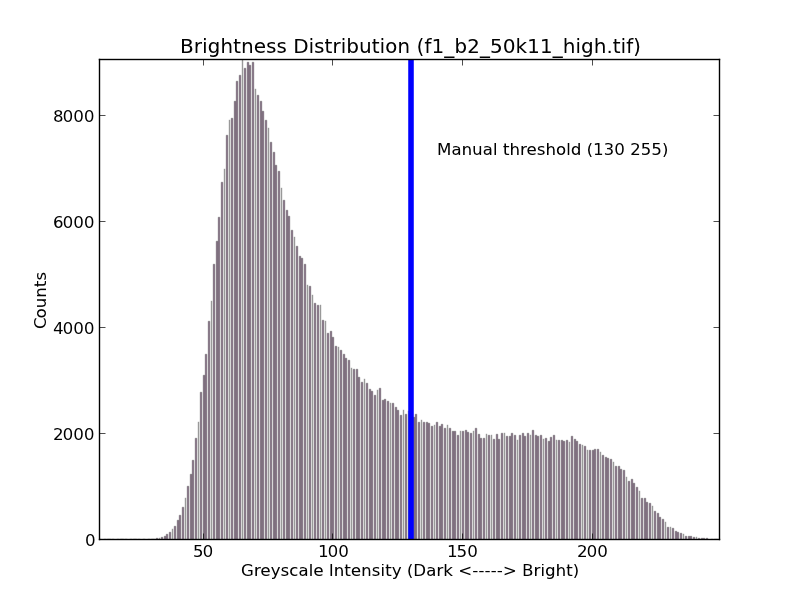 Brightness Distribution (f1_b2_50k11_high.tif)
8000
6000
4000
2000
0
Counts
Manual threshold (130 255)
50 100 150 200
Greyscale Intensity (Dark <-----> Bright)